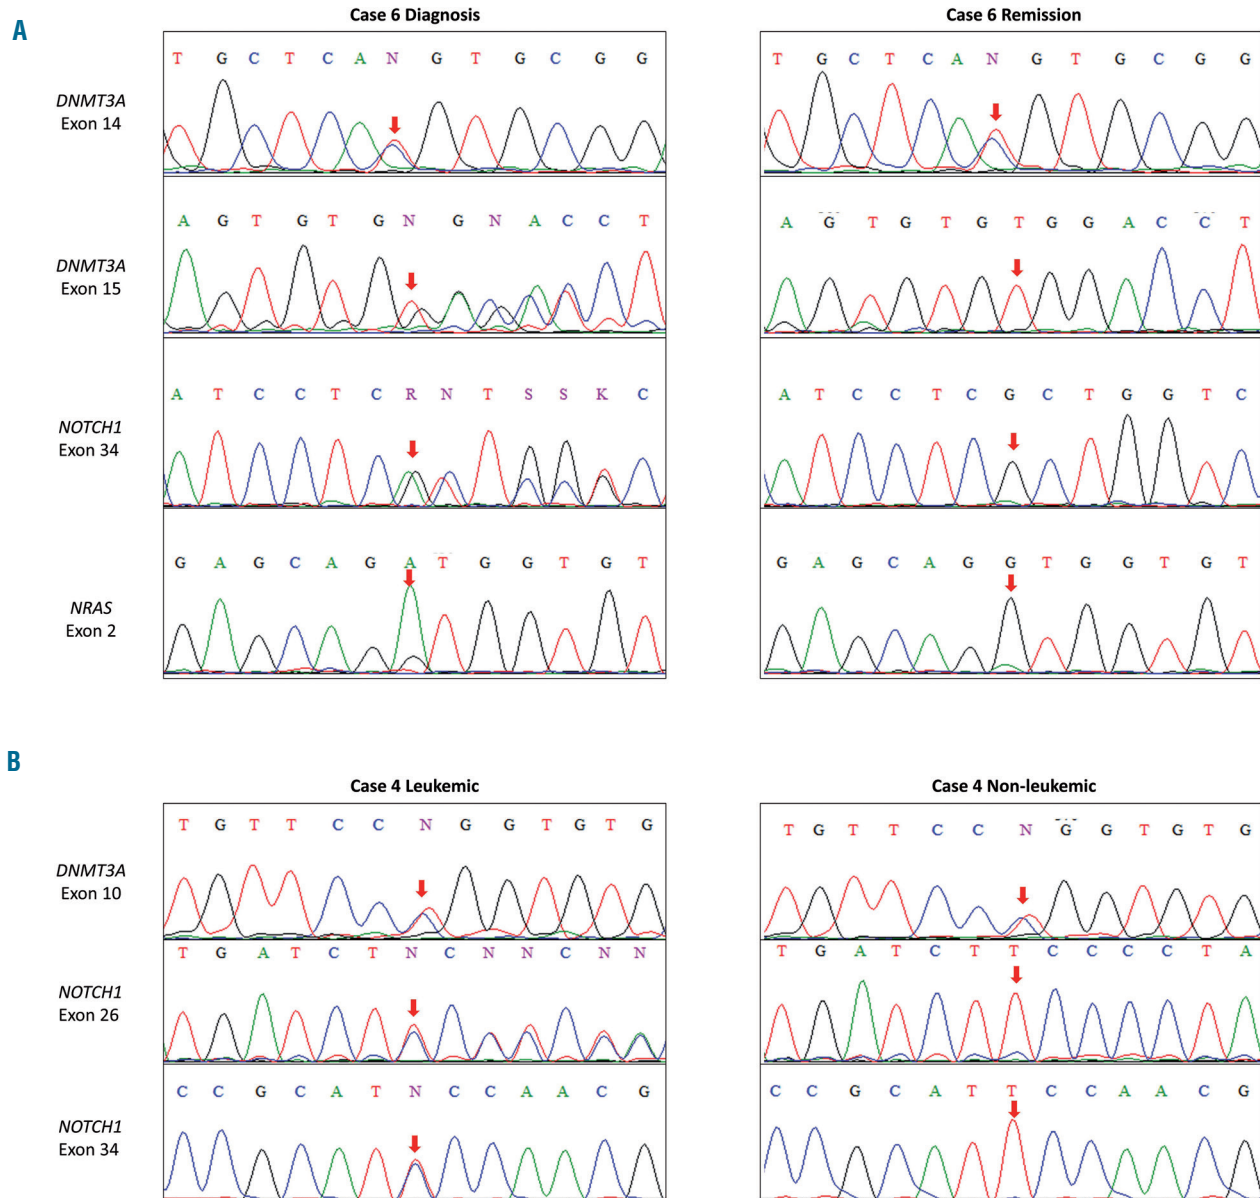 A
Case 6 Diagnosis
Case 6 Remission
DNMT3A
Exon 14
T G C T C A N G T G C G G
T G C T C A N G T G C G G
DNMT3A
Exon 15
A G T G T G N G N A C C T
A G T G T G T G G A C C T
NOTCH1
Exon 34
A T C C T C R N T S S K C
A T C C T C G C T G G T C
NRAS
Exon 2
G A G C A G A T G G T G T
G A G C A G G T G G T G T
B
Case 4 Leukemic
Case 4 Non-leukemic
DNMT3A
Exon 10
T G T T C C N G G T G T G
T G T T C C N G G T G T G
NOTCH1
Exon 26
T G A T C T N C N N C N N
T G A T C T T C C C C T A
NOTCH1
Exon 34
C C G C A T N C C A A C G
C C G C A T T C C A A C G